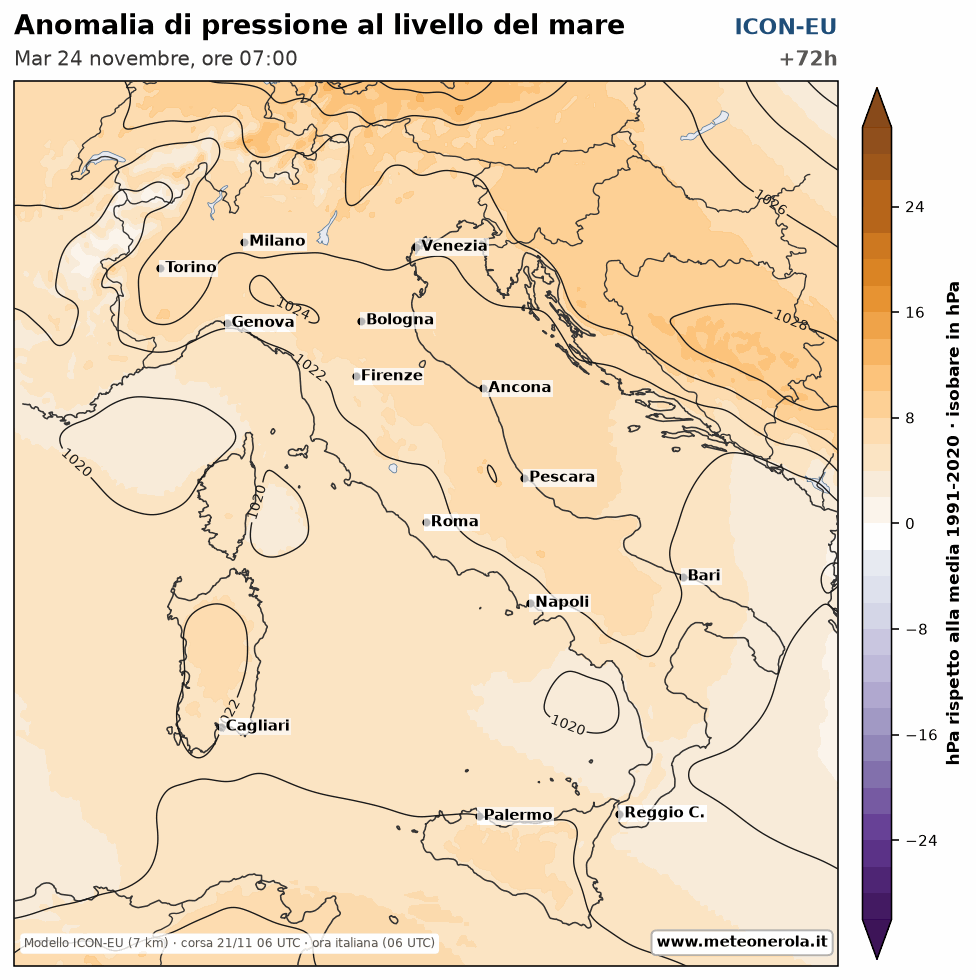 Anomalia di pressione al livello del mare
ICON-EU
Mar 24 novembre, ore 07:00
+72h
1026
Milano
Venezia
Torino
1024
1028
Genova
Bologna
1022
Firenze
Ancona
1020
Pescara
1020
Roma
Bari
Napoli
1020
Cagliari
Palermo
Reggio C.
Modello ICON-EU (7 km) · corsa 21/11 06 UTC · ora italiana (06 UTC)
www.meteonerola.it
24
16
8
0
−8
−16
−24
hPa rispetto alla media 1991-2020 · isobare in hPa